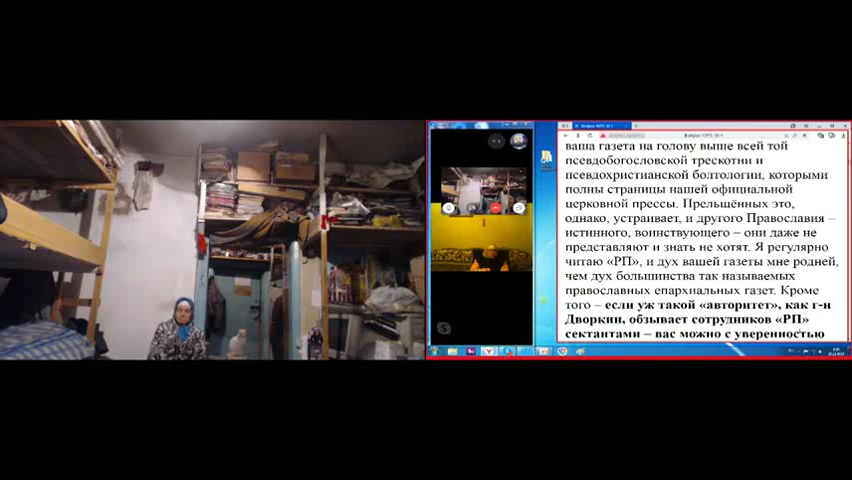 ваша газета на голову выше всей той
псевдобогословской трескотни и
псевдохристианской болтологии, которыми
полны страницы нашей официальной
церковной прессы. Прельщённых это,
однако, устраивает, и другого Православия –
истинного, воинствующего – они даже не
представляют и знать не хотят. Я регулярно
читаю «РП», и дух вашей газеты мне родней,
чем дух большинства так называемых
православных епархиальных газет. Кроме
того – если уж такой «авторитет», как г-н
Дворкин, обзывает сотрудников «РП»
сектантами – вас можно с уверенностью